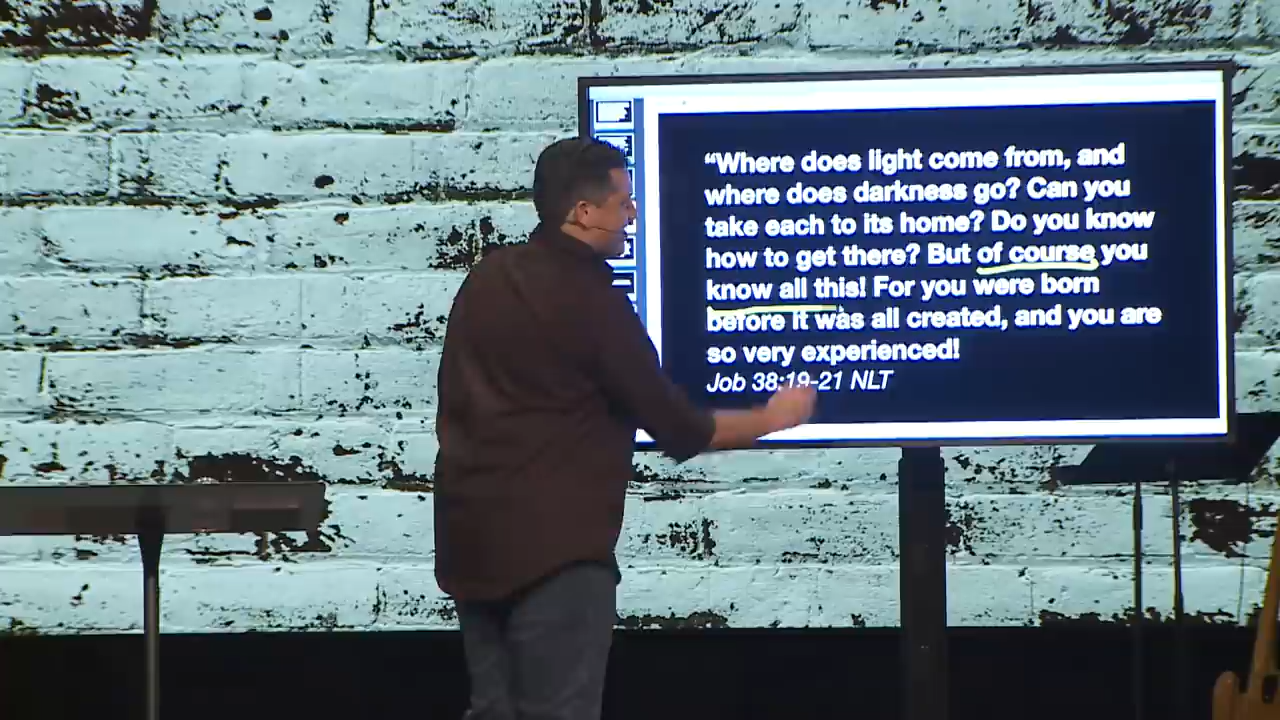 “Where does light come from, and
where does darkness go? Can you
take each to its home? Do you know
how to get there? But of course you
know all this! For you were born
before it was all created, and you are
so very experienced!
Job 38:19-21 NLT